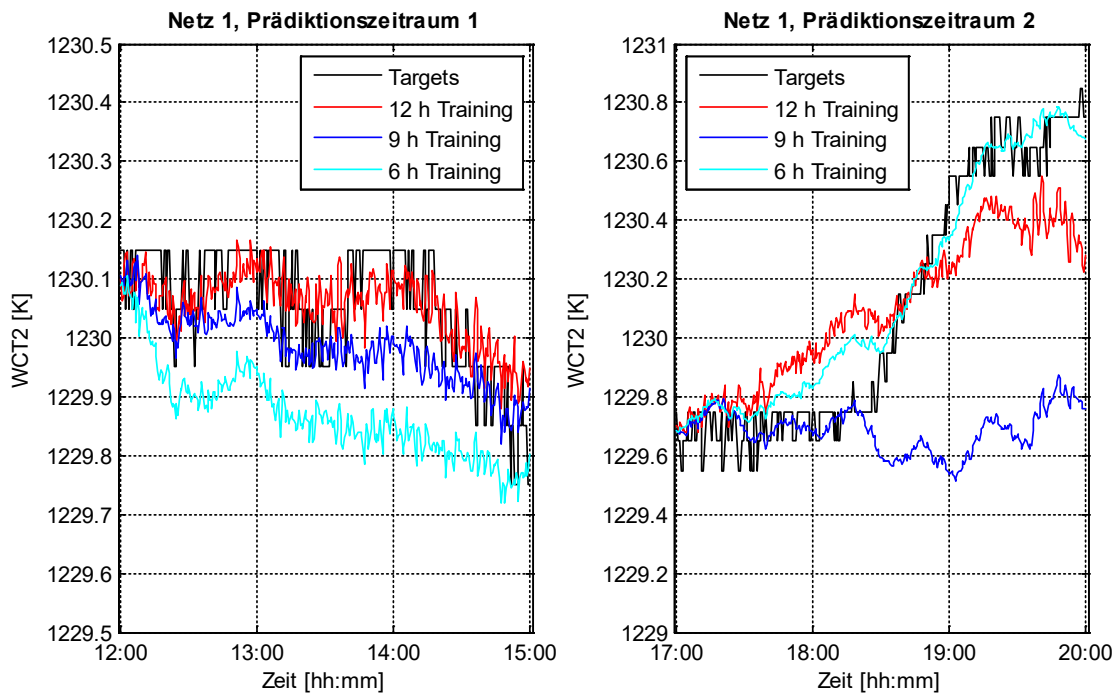 Netz 1, Prädiktionszeitraum 1
1230.5
1230.4
1230.3
1230.2
1230.1
1230
1229.9
1229.8
1229.7
1229.6
1229.5
WCT2 [K]
Targets
12 h Training
9 h Training
6 h Training
12:00
13:00
14:00
15:00
Zeit [hh:mm]
Netz 1, Prädiktionszeitraum 2
1231
1230.8
1230.6
1230.4
1230.2
1230
1229.8
1229.6
1229.4
1229.2
1229
WCT2 [K]
Targets
12 h Training
9 h Training
6 h Training
17:00
18:00
19:00
20:00
Zeit [hh:mm]